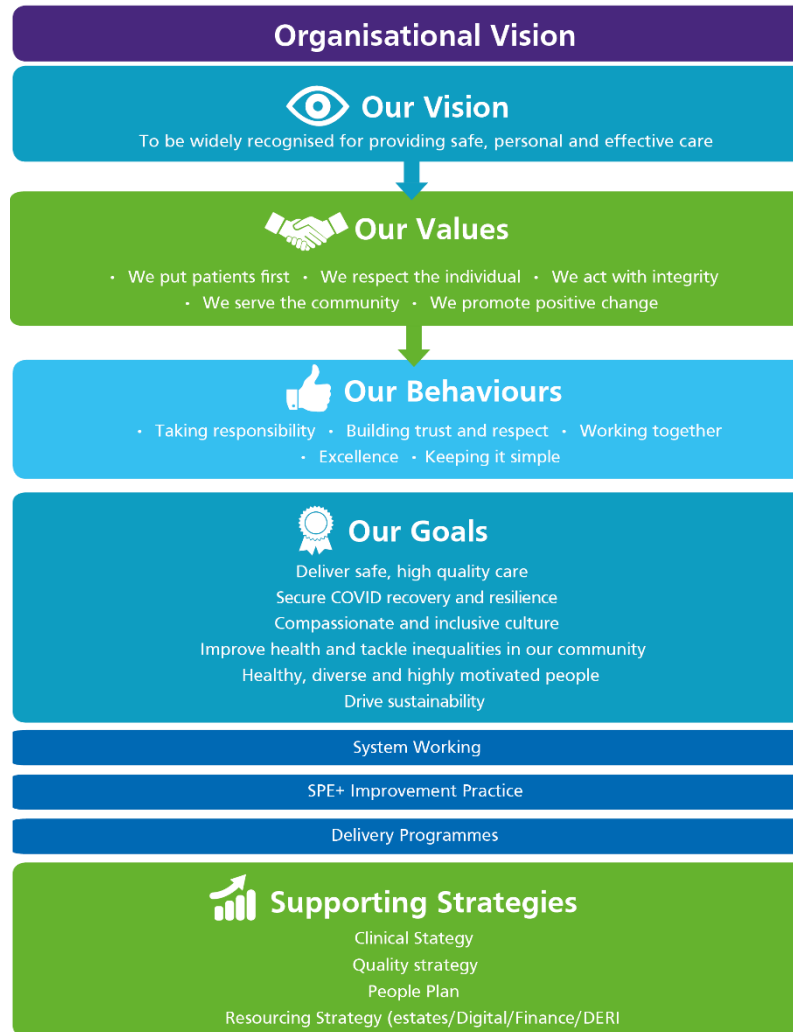 Organisational Vision
Our Vision
To be widely recognised for providing safe, personal and effective care
Our Values
• We put patients first • We respect the individual • We act with integrity
• We serve the community • We promote positive change
Our Behaviours
• Taking responsibility • Building trust and respect • Working together
• Excellence • Keeping it simple
Our Goals
Deliver safe, high quality care
Secure COVID recovery and resilience
Compassionate and inclusive culture
Improve health and tackle inequalities in our community
Healthy, diverse and highly motivated people
Drive sustainability
System Working
SPE+ Improvement Practice
Delivery Programmes
Supporting Strategies
Clinical Stategy
Quality strategy
People Plan
Resourcing Strategy (estates/Digital/Finance/DERI